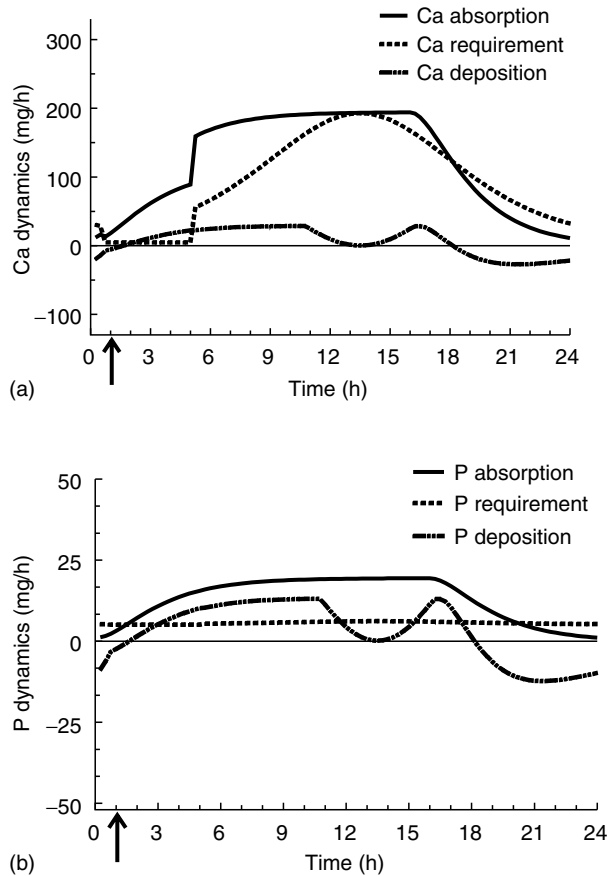 Ca absorption
Ca requirement
Ca deposition
300
200
100
0
–100
Ca dynamics (mg/h)
0 3 6 9 12 15 18 21 24
Time (h)
(a)
P absorption
P requirement
P deposition
50
25
0
–25
–50
P dynamics (mg/h)
0 3 6 9 12 15 18 21 24
Time (h)
(b)